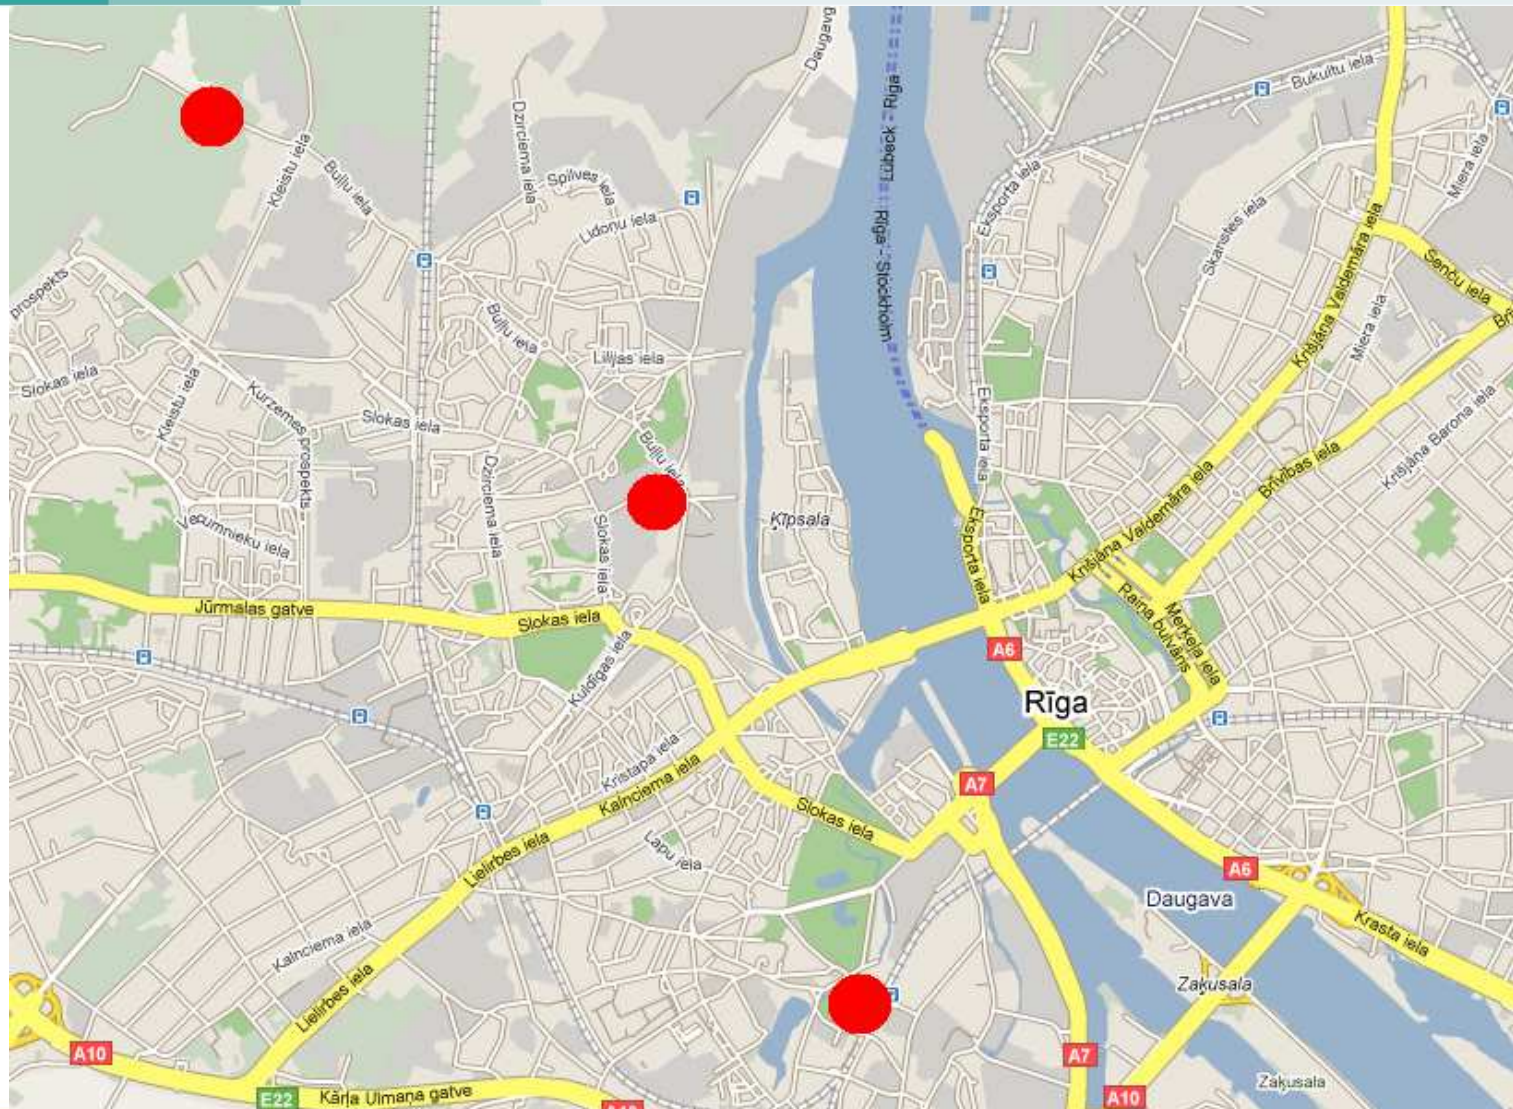 Daugav
Lübeck Rīga
Bukultu iela
Dzirciema iela
Kleistu iela
Buļļu iela
Spilves iela
Lidoņu iela
Eksporta iela
Miera iela
Skanstes iela
Rīga - Stockholm
Krišjāņa Valdemāra iela
Senču iela
prospekts
Buļļu iela
Lilijas iela
Miera iela
Slokas iela
Kleistu iela
Kurzemes prospekts
Slokas iela
Eksporta iela
Krišjāņa Barona iela
Buļļu iela
Brīvības iela
Dzirciema iela
Slokas iela
Ķīpsala
Vecumnieku iela
Eksporta iela
Krišjāņa Valdemāra iela
Jūrmalas gatve
Slokas iela
Raiņa bulvāris
Merķeļa iela
Kuldīgas iela
A6
Rīga
E22
Kristapa iela
Kalnciema iela
A7
Slokas iela
Lapu iela
Lielirbes iela
A6
Daugava
Krasta iela
Kalnciema iela
Lielirbes iela
Zaķusala
A10
A7
Zaķusala
E22
Kārļa Ulmaņa gatve
A10